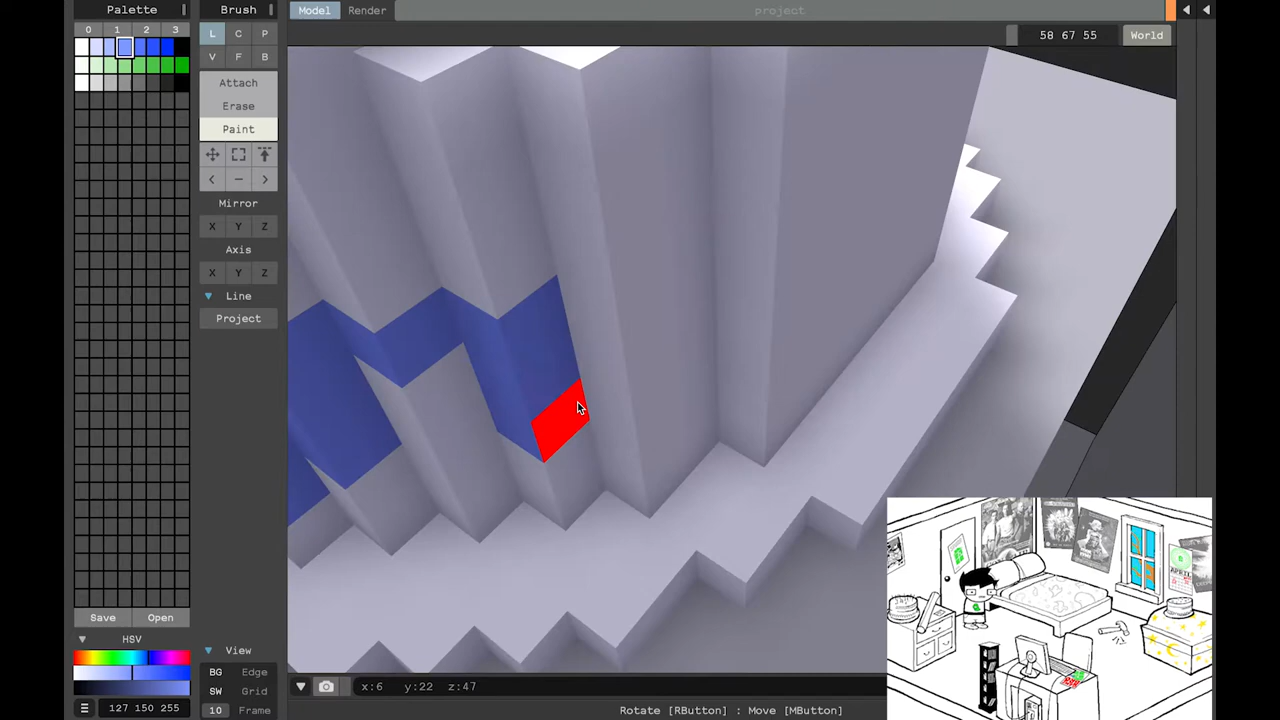 Palette
Brush
Model
Render
project
0 1 2 3
L C P
58 67 55
World
V F B
Attach
Erase
Paint
< − >
Mirror
X Y Z
Axis
X Y Z
Line
Project
Save
Open
HSV
View
BG Edge
SW Grid
10 Frame
127 150 255
x:6 y:22 z:47
Rotate [RButton] : Move [MButton]
APRIL